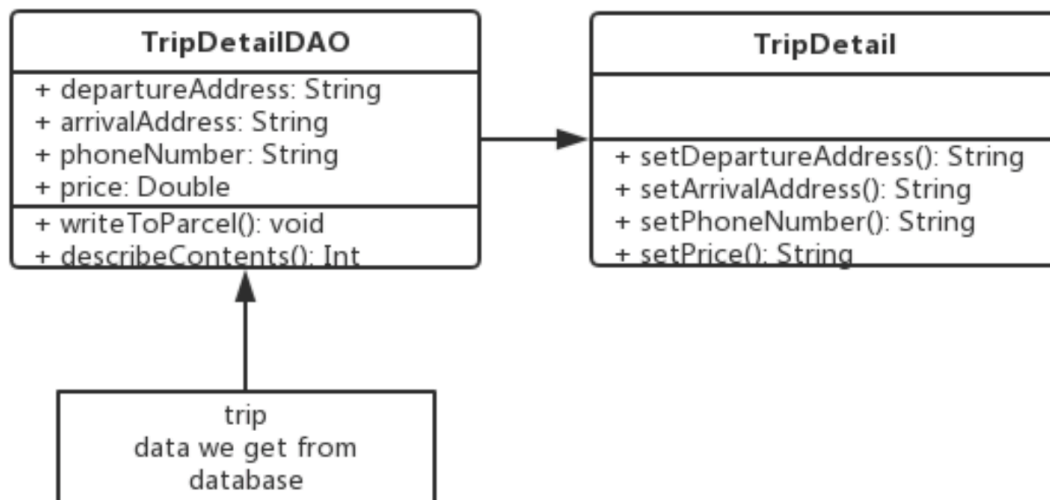 TripDetailDAO
+ departureAddress: String
+ arrivalAddress: String
+ phoneNumber: String
+ price: Double
+ writeToParcel(): void
+ describeContents(): Int
TripDetail
+ setDepartureAddress(): String
+ setArrivalAddress(): String
+ setPhoneNumber(): String
+ setPrice(): String
trip
data we get from
database